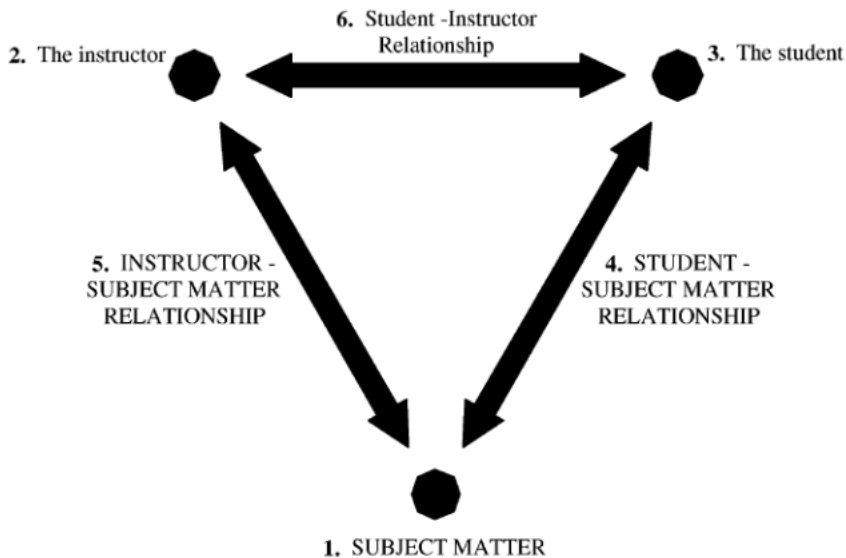 6. Student -Instructor
Relationship
2. The instructor
3. The student
5. INSTRUCTOR -
SUBJECT MATTER
RELATIONSHIP
4. STUDENT -
SUBJECT MATTER
RELATIONSHIP
1. SUBJECT MATTER